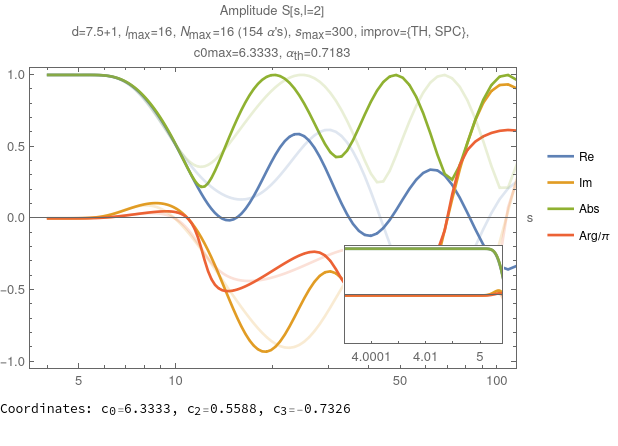 Amplitude S[s,l=2]
d=7.5+1, lmax=16, Nmax=16 (154 α's), smax=300, improv={TH, SPC},
c0max=6.3333, αth=0.7183
1.0
0.5
0.0
−0.5
−1.0
s
Re
Im
Abs
Arg/π
4.0001 4.01 5
5 10 50 100
Coordinates: c0=6.3333, c2=0.5588, c3=−0.7326